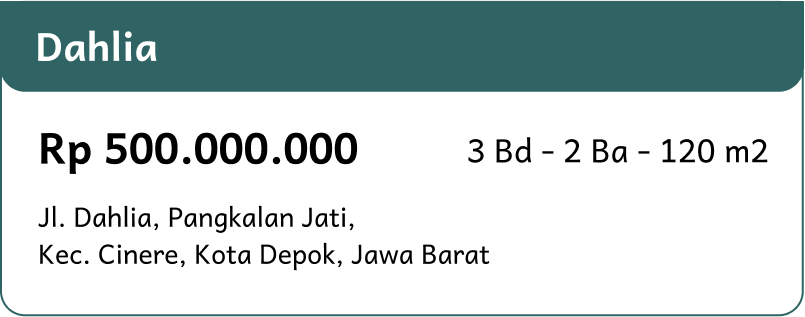 Dahlia
Rp 500.000.000
3 Bd - 2 Ba - 120 m2
Jl. Dahlia, Pangkalan Jati,
Kec. Cinere, Kota Depok, Jawa Barat